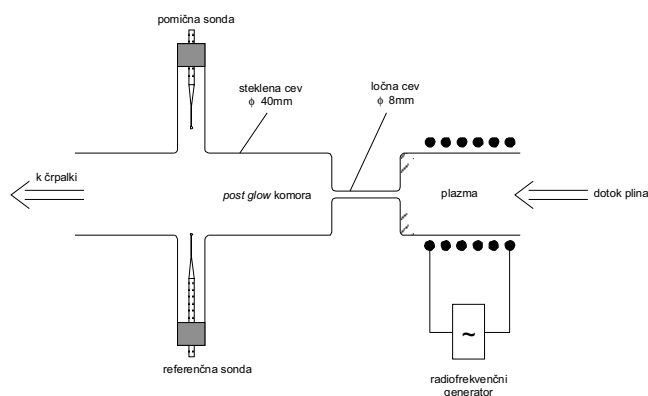 pomična sonda
steklena cev
ϕ 40mm
ločna cev
ϕ 8mm
k črpalki
post glow komora
plazma
dotok plina
~
referenčna sonda
radiofrekvenčni
generator